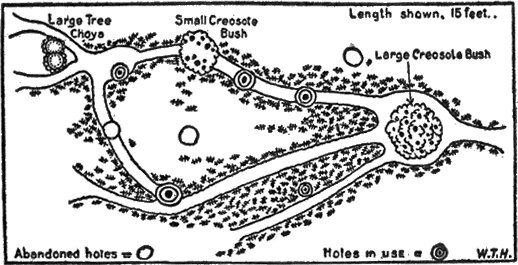 Large Tree
Choya
Small Creosote
Bush
Length shown, 15 feet..
Large Creosote Bush
Abandoned holes =
Holes in use =
W.T.H.